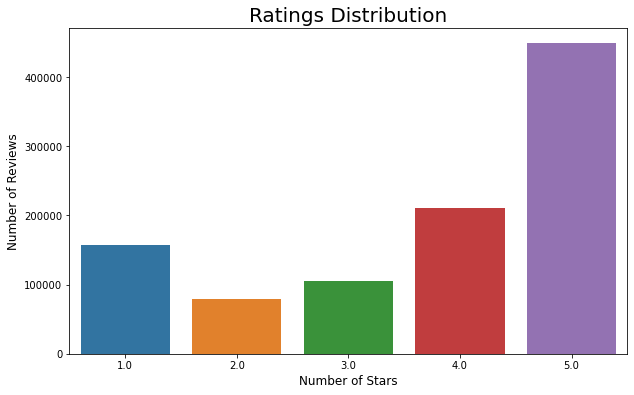 Ratings Distribution
400000
300000
200000
100000
0
Number of Reviews
1.0 2.0 3.0 4.0 5.0
Number of Stars